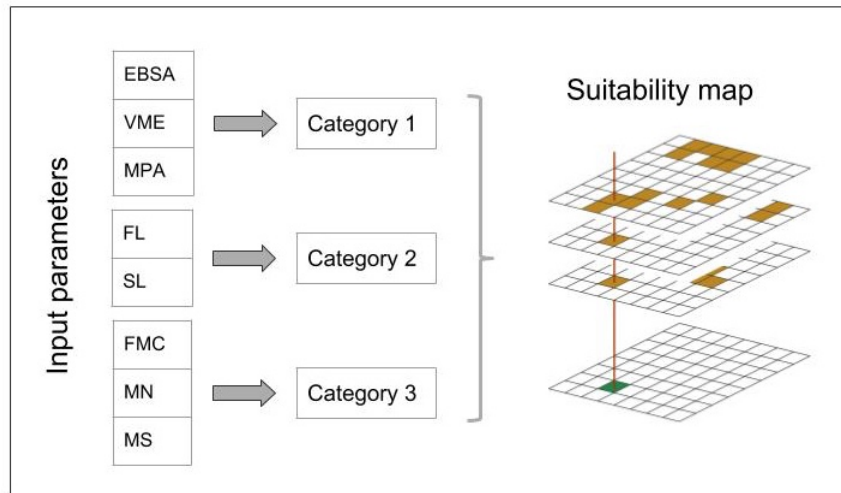 Input parameters
EBSA
VME
MPA
Category 1
FL
SL
Category 2
FMC
MN
MS
Category 3
Suitability map